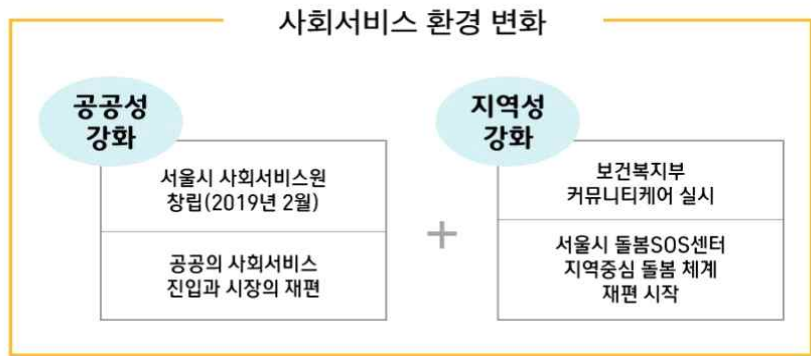 사회서비스 환경 변화
공공성
강화
서울시 사회서비스원
창립(2019년 2월)
공공의 사회서비스
진입과 시장의 재편
+
지역성
강화
보건복지부
커뮤니티케어 실시
서울시 돌봄SOS센터
지역중심 돌봄 체계
재편 시작